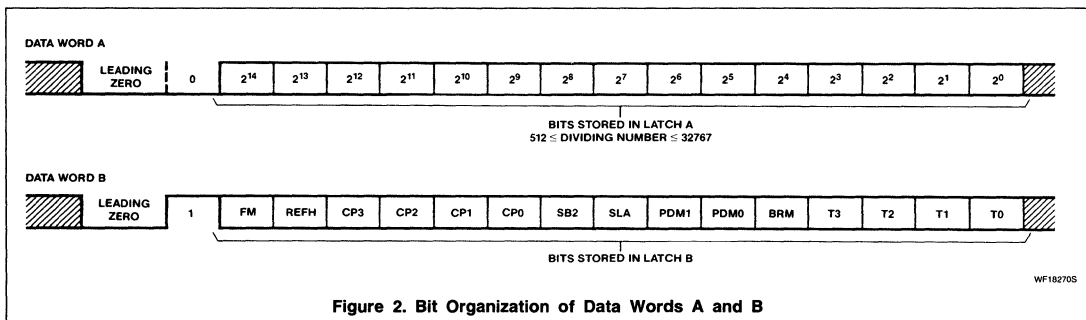 DATA WORD A
LEADING ZERO 0 2¹⁴ 2¹³ 2¹² 2¹¹ 2¹⁰ 2⁹ 2⁸ 2⁷ 2⁶ 2⁵ 2⁴ 2³ 2² 2¹ 2⁰
BITS STORED IN LATCH A
512 ≤ DIVIDING NUMBER ≤ 32767
DATA WORD B
LEADING ZERO 1 FM REFH CP3 CP2 CP1 CP0 SB2 SLA PDM1 PDM0 BRM T3 T2 T1 T0
BITS STORED IN LATCH B
WF18270S
Figure 2. Bit Organization of Data Words A and B